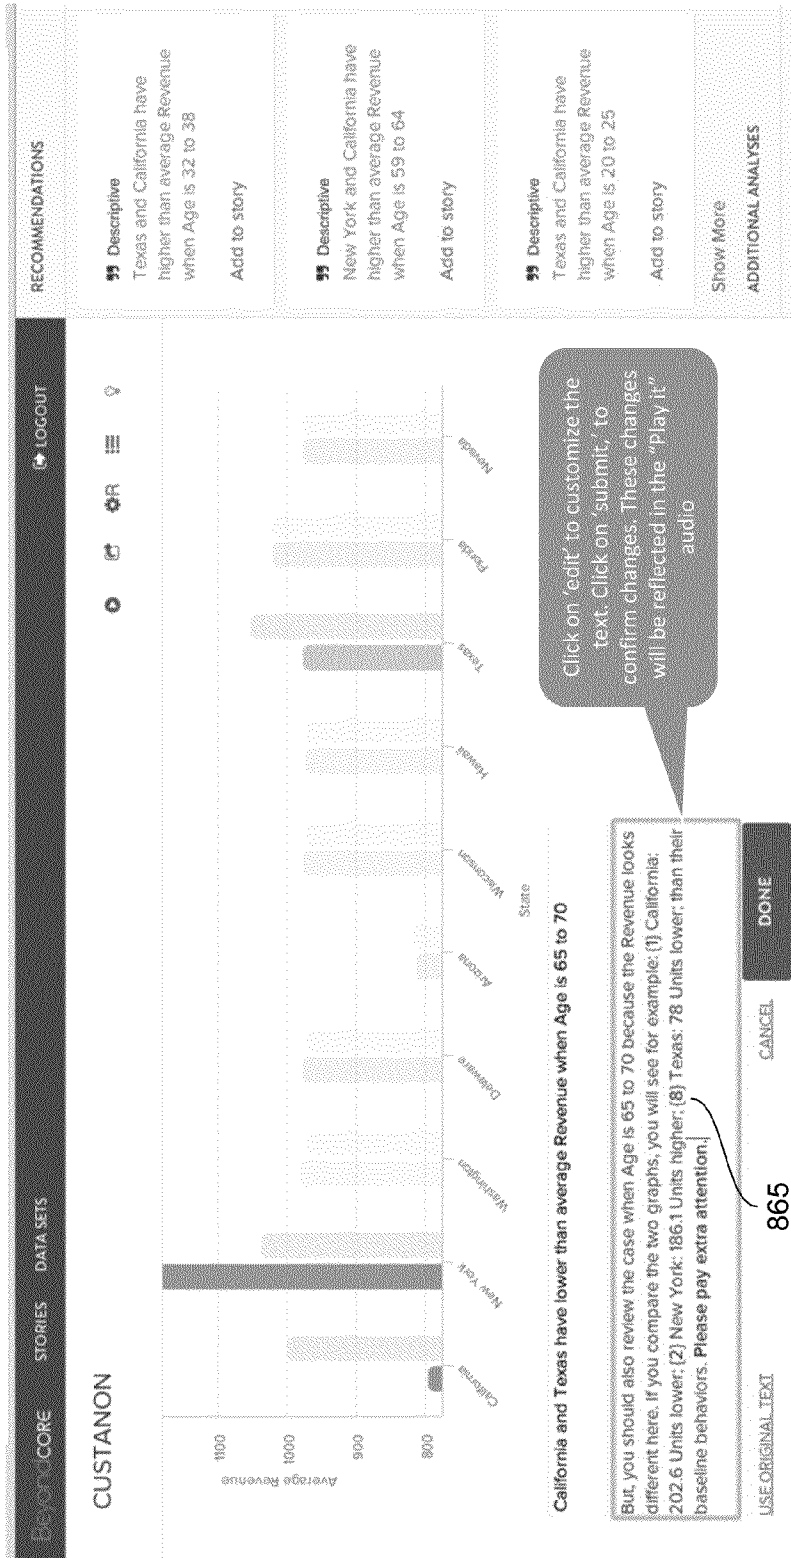 BeyondCORE STORIES DATA SETS LOGOUT
CUSTANON
R
Average Revenue
1100
1000
900
800
California
New York
Washington
Delaware
Arizona
Wisconsin
Hawaii
Texas
Florida
Nevada
State
California and Texas have lower than average Revenue when Age is 65 to 70
But, you should also review the case when Age is 65 to 70 because the Revenue looks
different here. If you compare the two graphs, you will see for example: (1) California:
202.6 Units lower; (2) New York: 186.1 Units higher; (8) Texas: 78 Units lower; than their
baseline behaviors. Please pay extra attention.
USE ORIGINAL TEXT CANCEL DONE
865
Click on 'edit' to customize the
text. Click on 'submit,' to
confirm changes. These changes
will be reflected in the "Play it"
audio
RECOMMENDATIONS
Descriptive
Texas and California have
higher than average Revenue
when Age is 32 to 38
Add to story
Descriptive
New York and California have
higher than average Revenue
when Age is 59 to 64
Add to story
Descriptive
Texas and California have
higher than average Revenue
when Age is 20 to 25
Add to story
Show More
ADDITIONAL ANALYSES